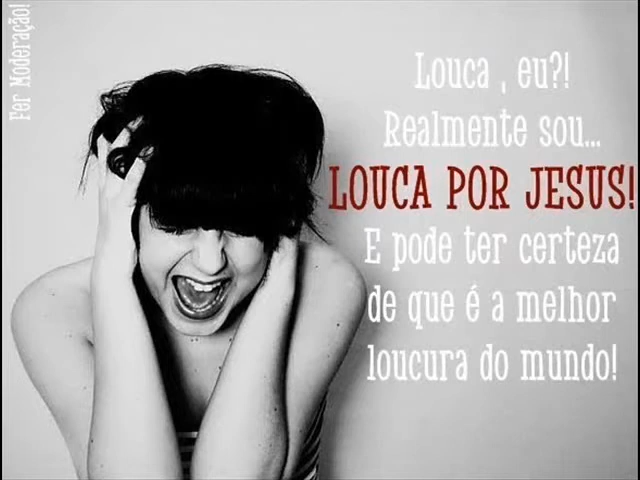 Fer Moderação!
Louca , eu?!
Realmente sou...
LOUCA POR JESUS!
E pode ter certeza
de que é a melhor
loucura do mundo!